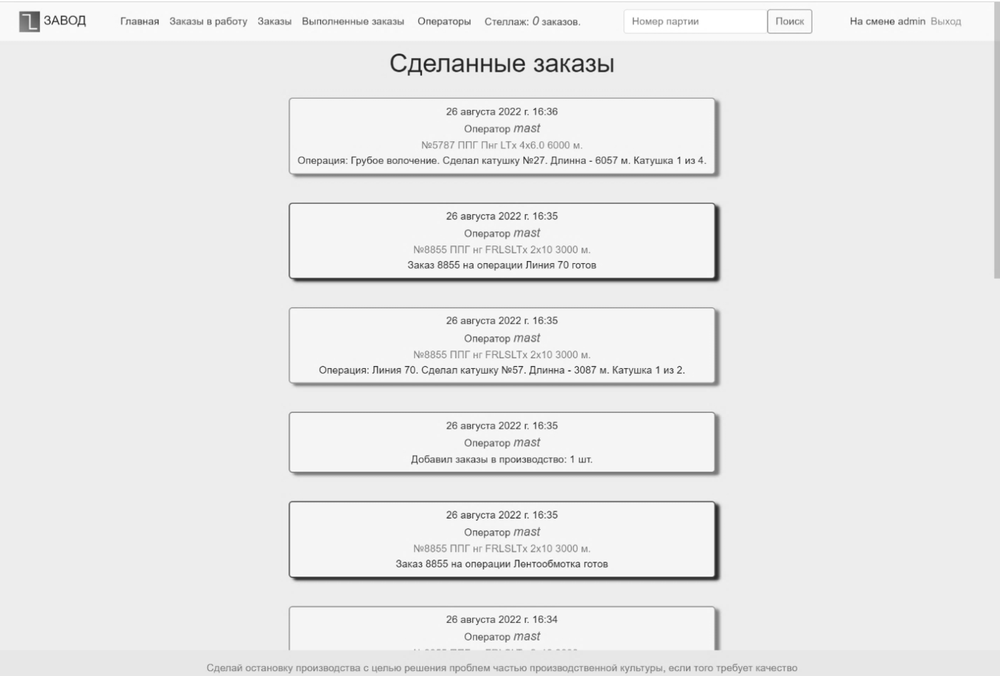 ЗАВОД Главная Заказы в работу Заказы Выполненные заказы Операторы Стеллаж: 0 заказов. Номер партии Поиск На смене admin Выход
Сделанные заказы
26 августа 2022 г. 16:36
Оператор mast
№5787 ППГ Пнг LTx 4x6.0 6000 м.
Операция: Грубое волочение. Сделал катушку №27. Длинна - 6057 м. Катушка 1 из 4.
26 августа 2022 г. 16:35
Оператор mast
№8855 ППГ нг FRLSLTx 2x10 3000 м.
Заказ 8855 на операции Линия 70 готов
26 августа 2022 г. 16:35
Оператор mast
№8855 ППГ нг FRLSLTx 2x10 3000 м.
Операция: Линия 70. Сделал катушку №57. Длинна - 3087 м. Катушка 1 из 2.
26 августа 2022 г. 16:35
Оператор mast
Добавил заказы в производство: 1 шт.
26 августа 2022 г. 16:35
Оператор mast
№8855 ППГ нг FRLSLTx 2x10 3000 м.
Заказ 8855 на операции Лентообмотка готов
26 августа 2022 г. 16:34
Оператор mast
Сделай остановку производства с целью решения проблем частью производственной культуры, если того требует качество